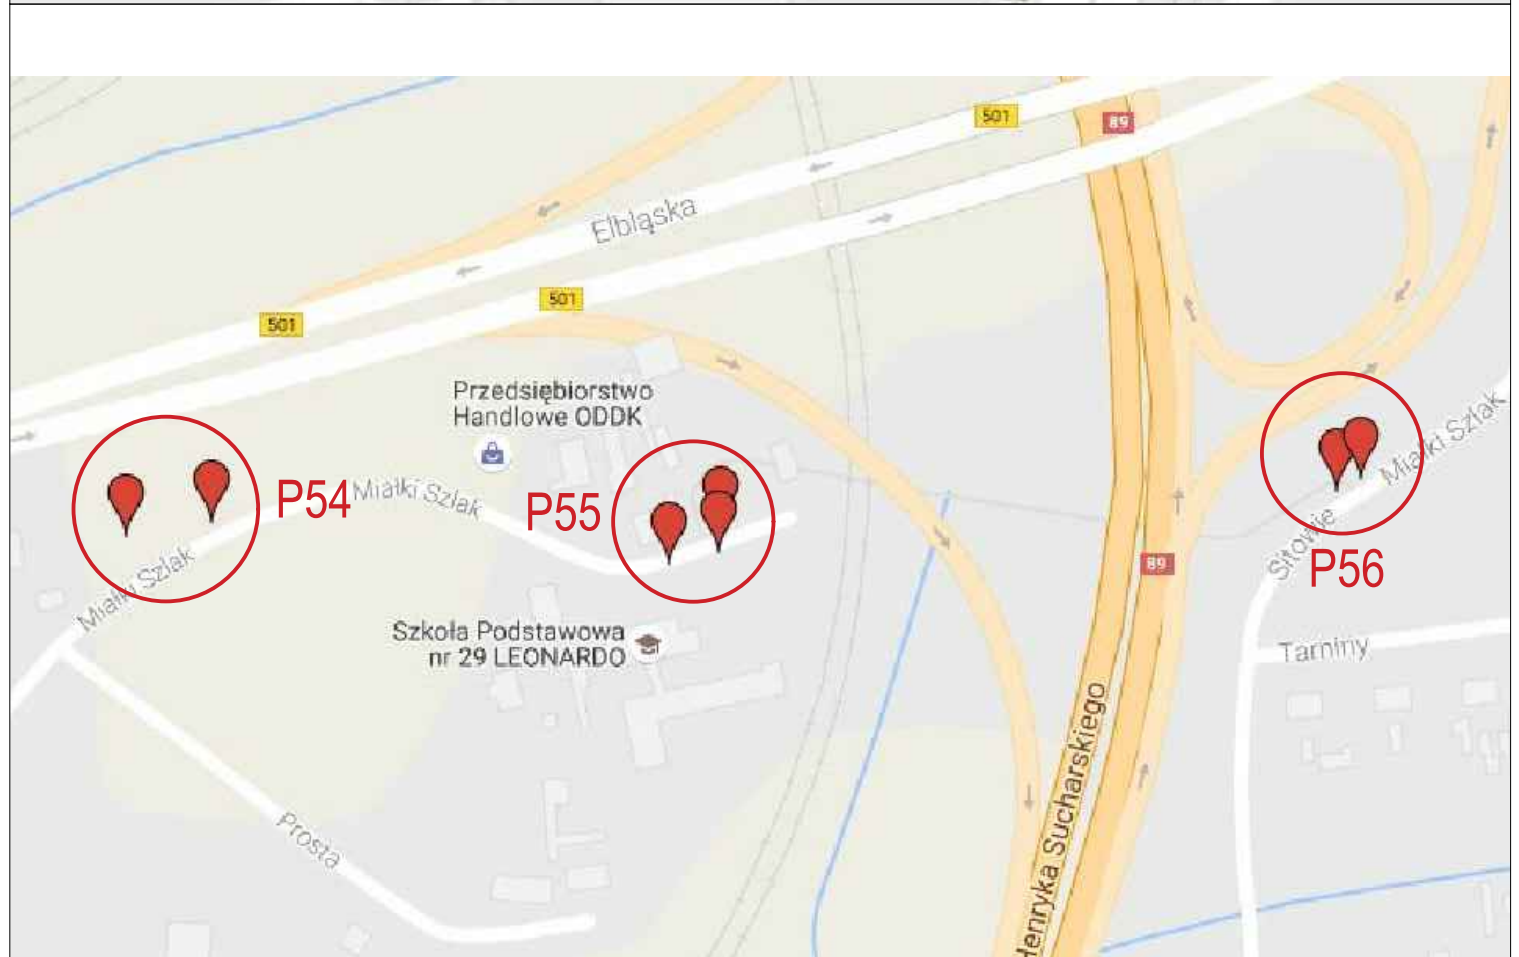 501
89
Elbląska
501
501
Przedsiębiorstwo
Handlowe ODDK
Miałki Szlak
P54
Miałki Szlak
P55
Miałki Szlak
Sitowie
P56
89
Szkoła Podstawowa
nr 29 LEONARDO
Tarniny
Henryka Sucharskiego
Prosta